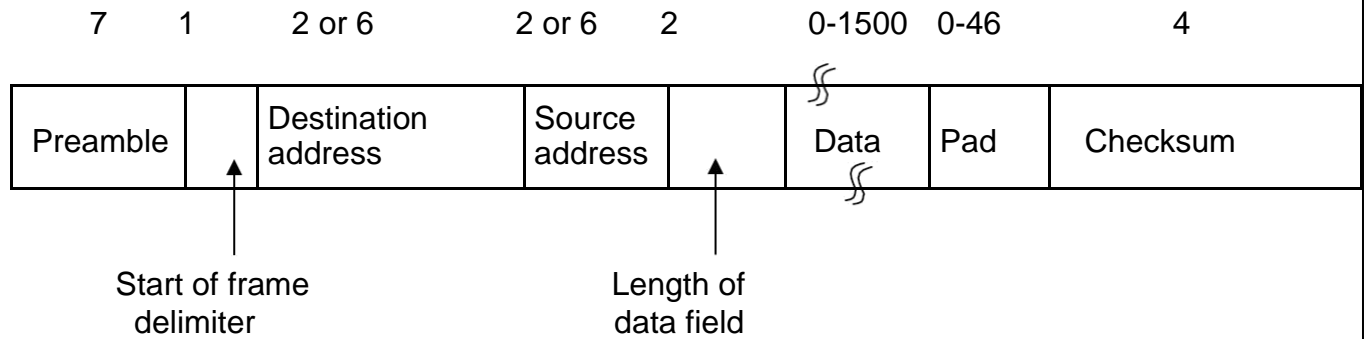 7 1 2 or 6 2 or 6 2 0-1500 0-46 4
Preamble
Destination
address
Source
address
Data
Pad
Checksum
Start of frame
delimiter
Length of
data field